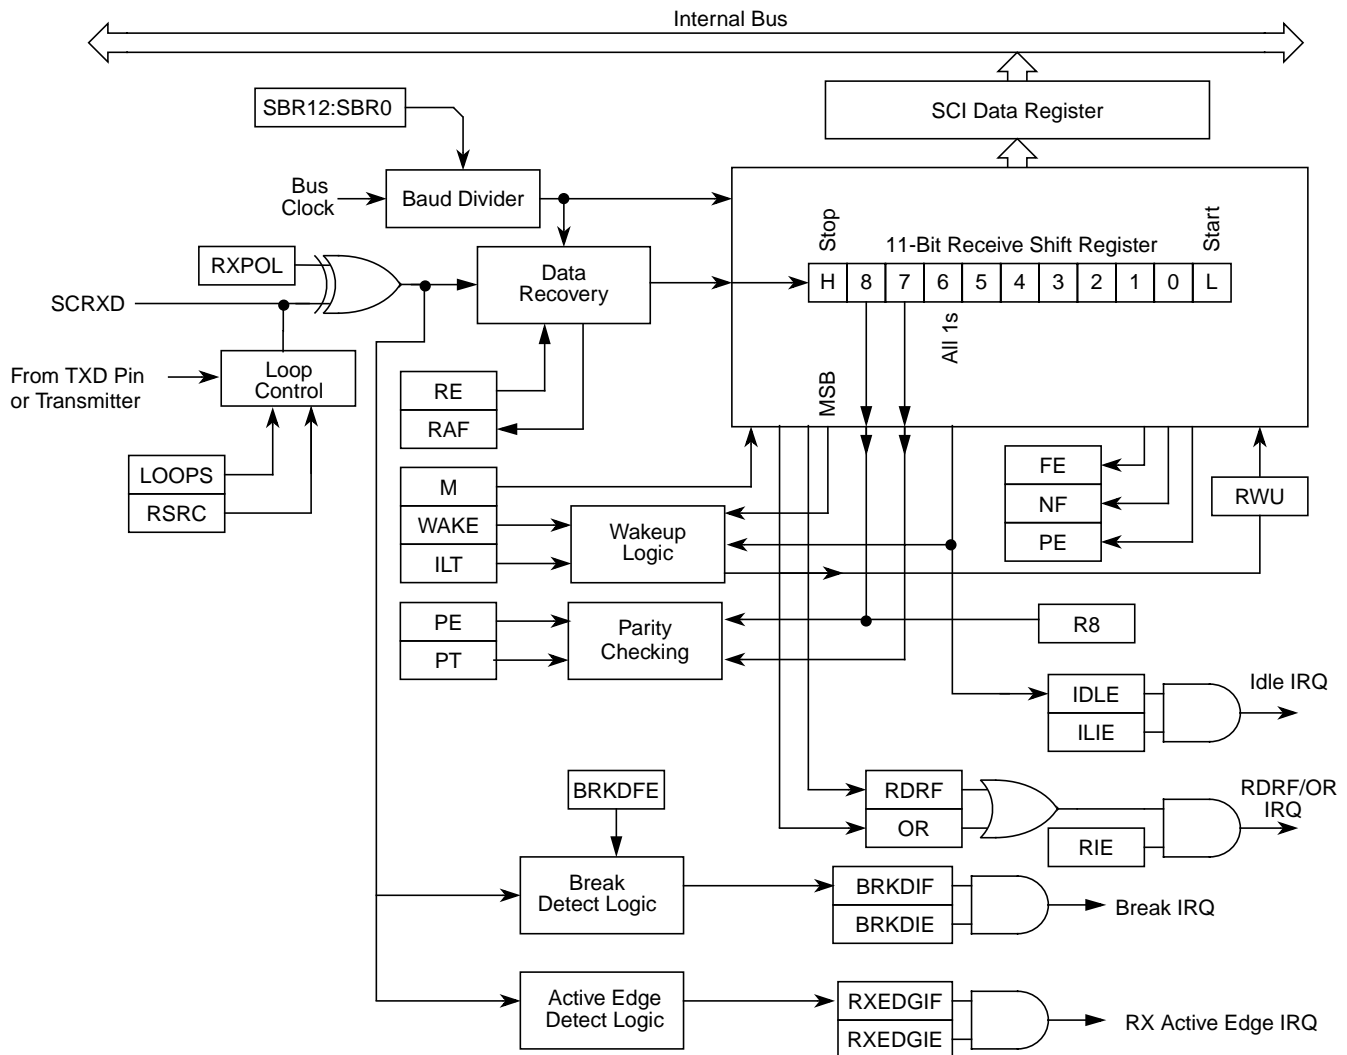 Internal Bus
SBR12:SBR0
SCI Data Register
Bus
Clock
Baud Divider
Stop
11-Bit Receive Shift Register
Start
RXPOL
Data
Recovery
H 8 7 6 5 4 3 2 1 0 L
SCRXD
All 1s
From TXD Pin
or Transmitter
Loop
Control
RE
RAF
MSB
LOOPS
RSRC
M
WAKE
ILT
Wakeup
Logic
FE
NF
PE
RWU
PE
PT
Parity
Checking
R8
IDLE
ILIE
Idle IRQ
BRKDFE
RDRF
OR
RIE
RDRF/OR
IRQ
Break
Detect Logic
BRKDIF
BRKDIE
Break IRQ
Active Edge
Detect Logic
RXEDGIF
RXEDGIE
RX Active Edge IRQ